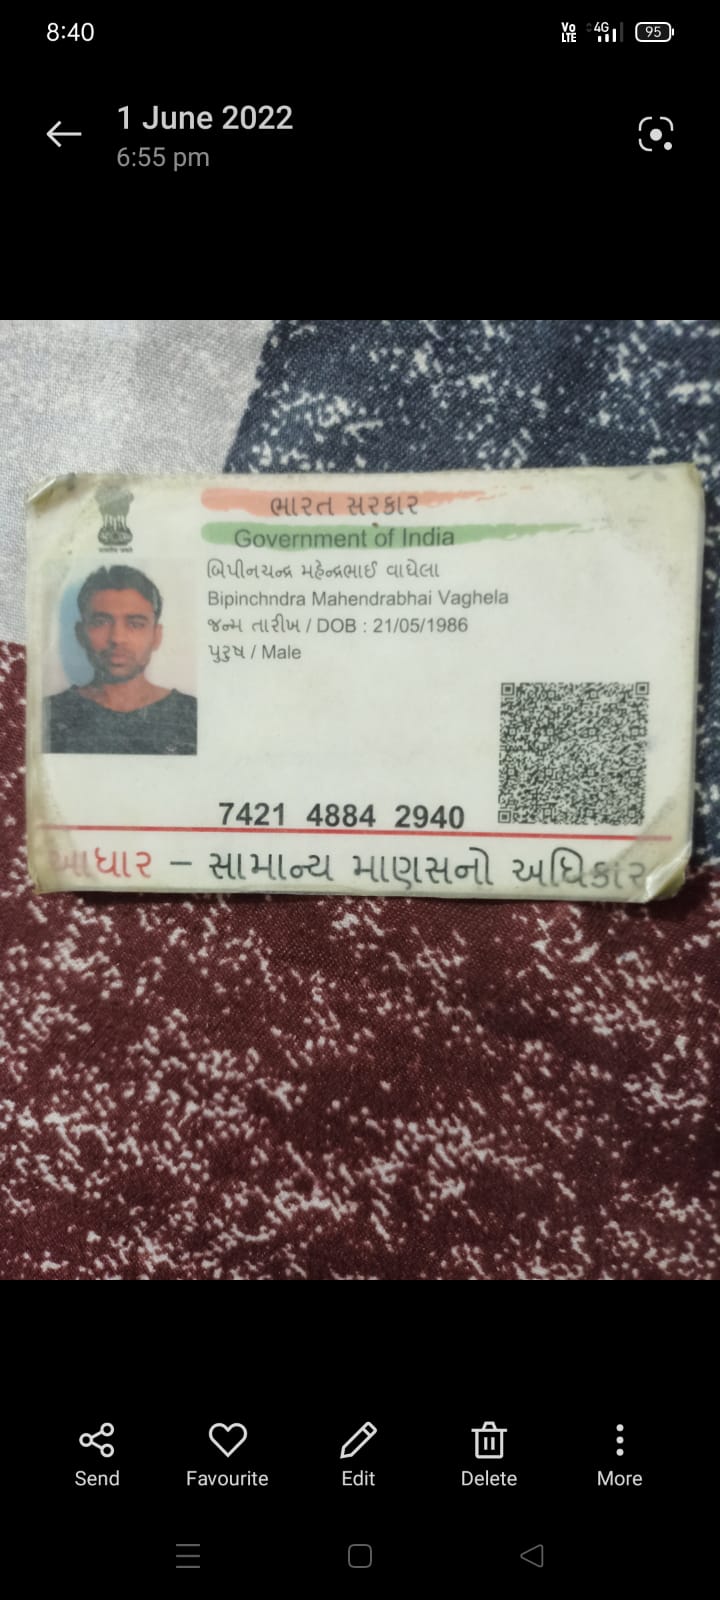 8:40
Vo LTE 4G 95
1 June 2022
6:55 pm
ભારત સરકાર
Government of India
બિપીનચન્દ્ર મહેન્દ્રભાઈ વાઘેલા
Bipinchndra Mahendrabhai Vaghela
જન્મ તારીખ / DOB : 21/05/1986
પુરુષ / Male
7421 4884 2940
આધાર – સામાન્ય માણસનો અધિકાર
Send Favourite Edit Delete More